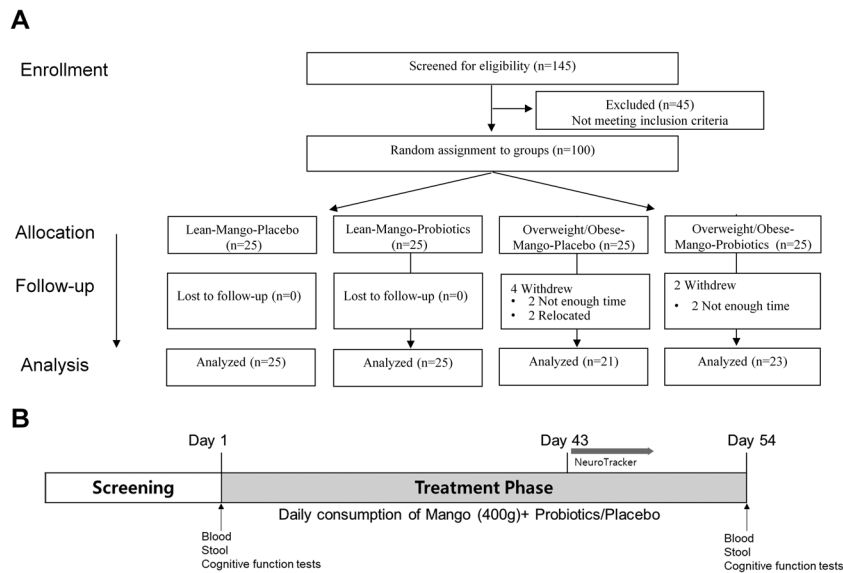 A
Enrollment
Screened for eligibility (n=145)
Excluded (n=45)
Not meeting inclusion criteria
Random assignment to groups (n=100)
Allocation
Lean-Mango-Placebo
(n=25)
Lean-Mango-Probiotics
(n=25)
Overweight/Obese-
Mango-Placebo (n=25)
Overweight/Obese-
Mango-Probiotics (n=25)
Follow-up
Lost to follow-up (n=0)
Lost to follow-up (n=0)
4 Withdrew
• 2 Not enough time
• 2 Relocated
2 Withdrew
• 2 Not enough time
Analysis
Analyzed (n=25)
Analyzed (n=25)
Analyzed (n=21)
Analyzed (n=23)
B
Day 1
Day 43
Day 54
NeuroTracker
Screening
Treatment Phase
Daily consumption of Mango (400g)+ Probiotics/Placebo
Blood
Stool
Cognitive function tests
Blood
Stool
Cognitive function tests